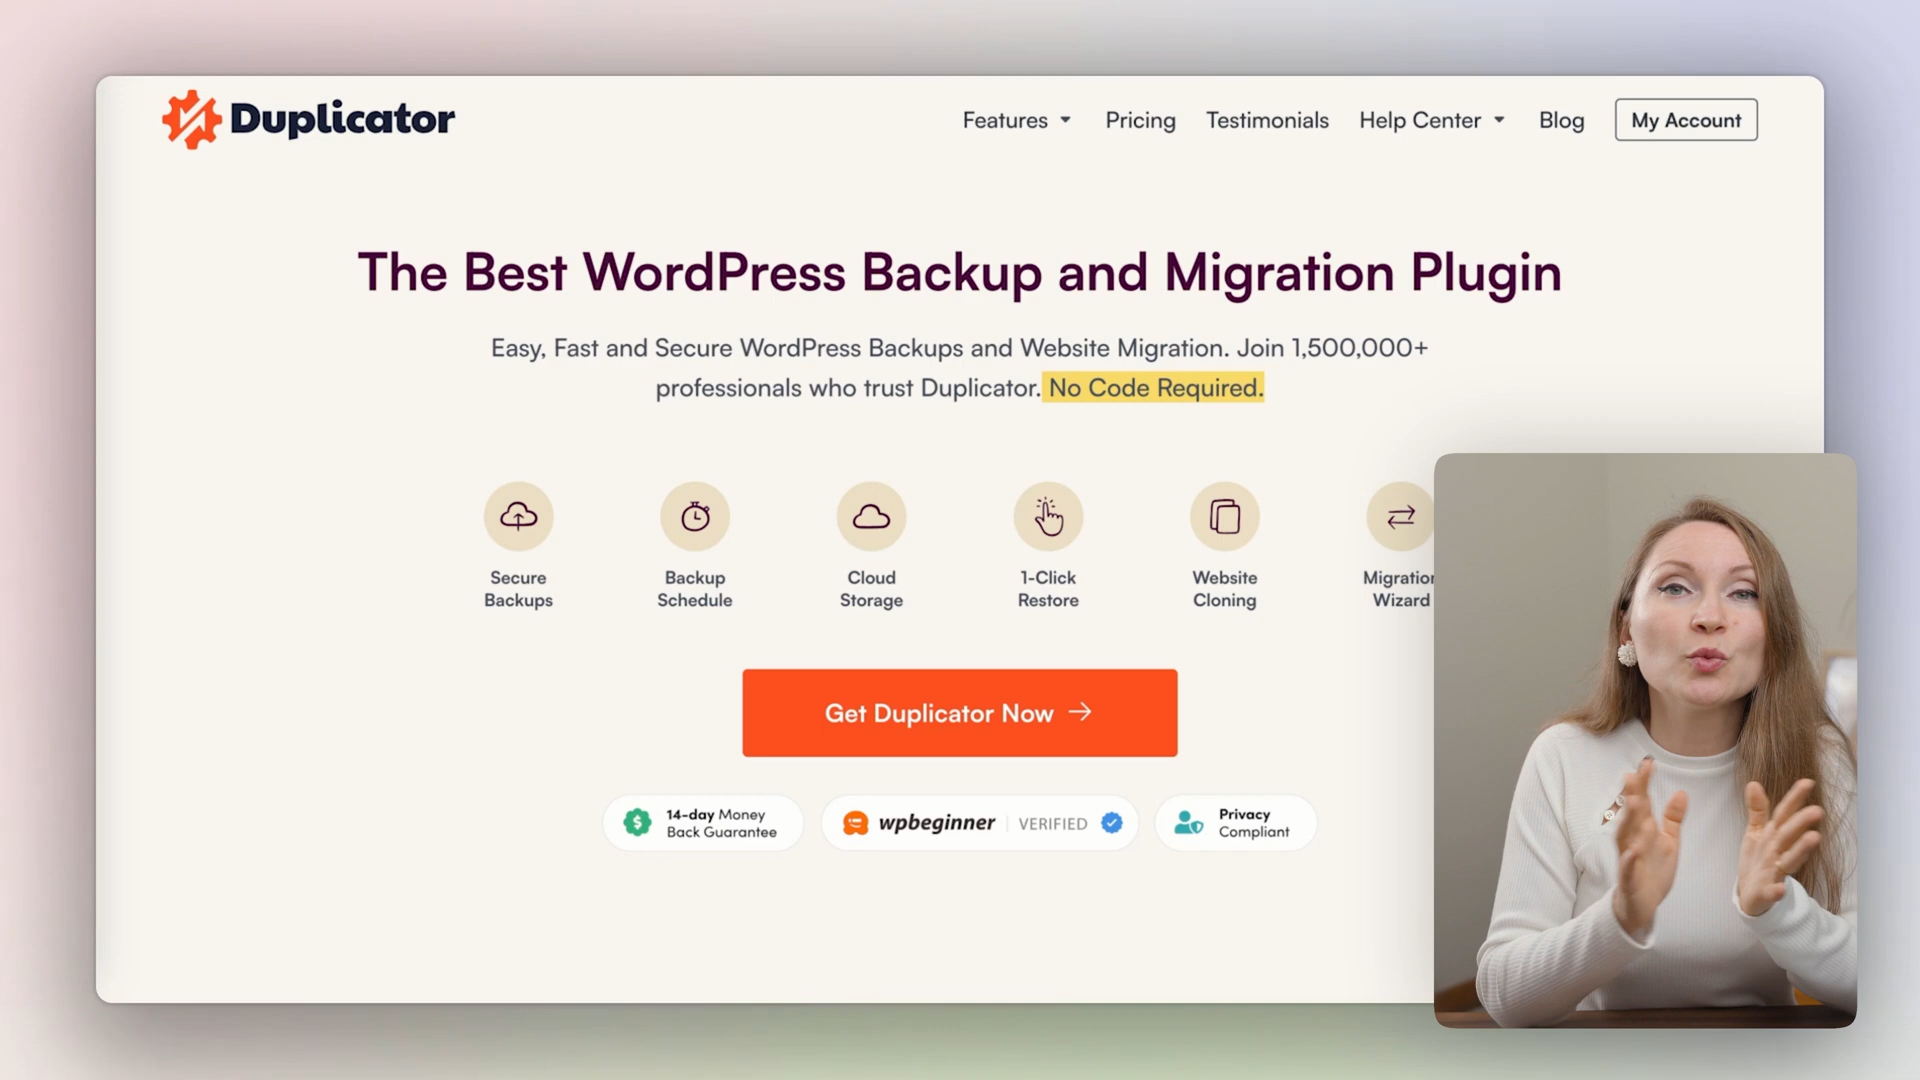 Duplicator
Features
Pricing
Testimonials
Help Center
Blog
My Account
The Best WordPress Backup and Migration Plugin
Easy, Fast and Secure WordPress Backups and Website Migration. Join 1,500,000+
professionals who trust Duplicator. No Code Required.
Secure
Backups
Backup
Schedule
Cloud
Storage
1-Click
Restore
Website
Cloning
Migration
Wizard
Get Duplicator Now
14-day Money
Back Guarantee
wpbeginner VERIFIED
Privacy
Compliant